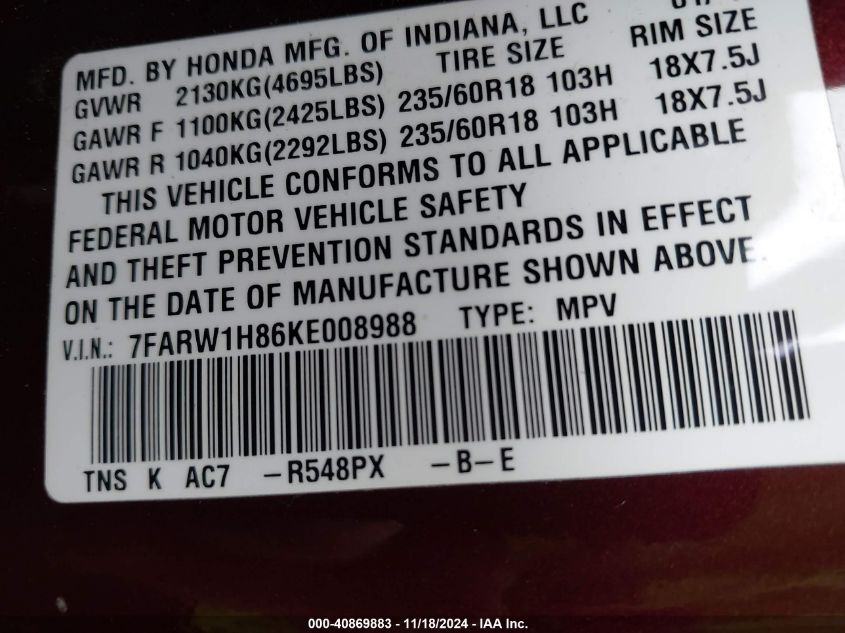 MFD. BY HONDA MFG. OF INDIANA, LLC
GVWR 2130KG(4695LBS) TIRE SIZE RIM SIZE
GAWR F 1100KG(2425LBS) 235/60R18 103H 18X7.5J
GAWR R 1040KG(2292LBS) 235/60R18 103H 18X7.5J
THIS VEHICLE CONFORMS TO ALL APPLICABLE
FEDERAL MOTOR VEHICLE SAFETY
AND THEFT PREVENTION STANDARDS IN EFFECT
ON THE DATE OF MANUFACTURE SHOWN ABOVE.
V.I.N.: 7FARW1H86KE008988 TYPE: MPV
TNS K AC7 -R548PX -B-E
000-40869883 - 11/18/2024 - IAA Inc.